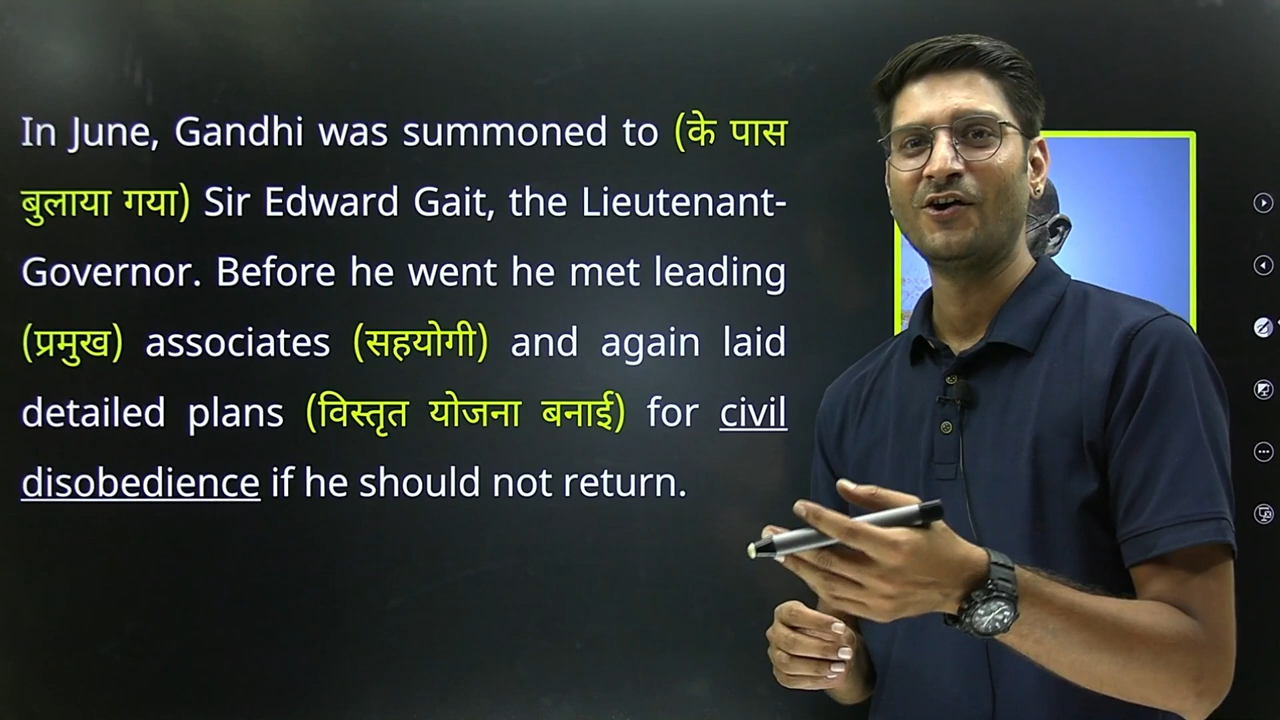 In June, Gandhi was summoned to (के पास
बुलाया गया) Sir Edward Gait, the Lieutenant-
Governor. Before he went he met leading
(प्रमुख) associates (सहयोगी) and again laid
detailed plans (विस्तृत योजना बनाई) for civil
disobedience if he should not return.